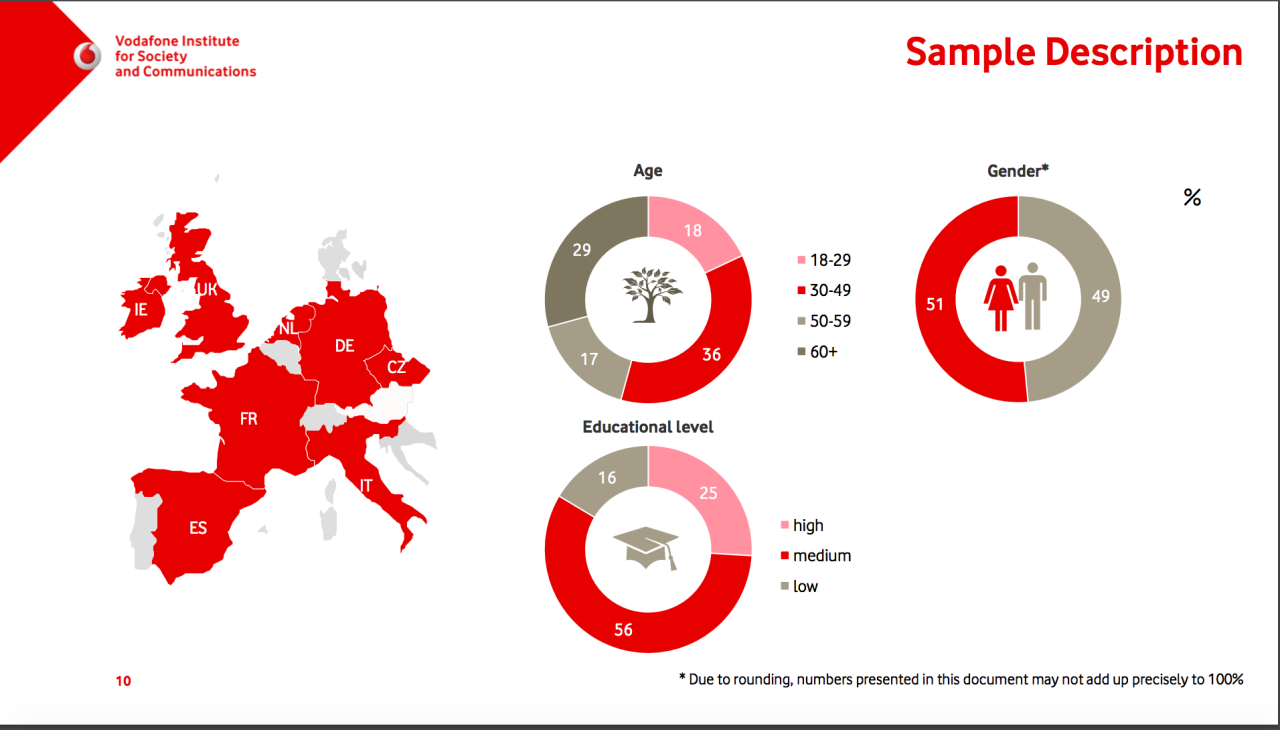 Vodafone Institute
for Society
and Communications
Sample Description
Age
Gender*
%
18
36
17
29
18-29
30-49
50-59
60+
51
49
IE
UK
NL
DE
CZ
FR
IT
ES
Educational level
16
25
56
high
medium
low
10
* Due to rounding, numbers presented in this document may not add up precisely to 100%